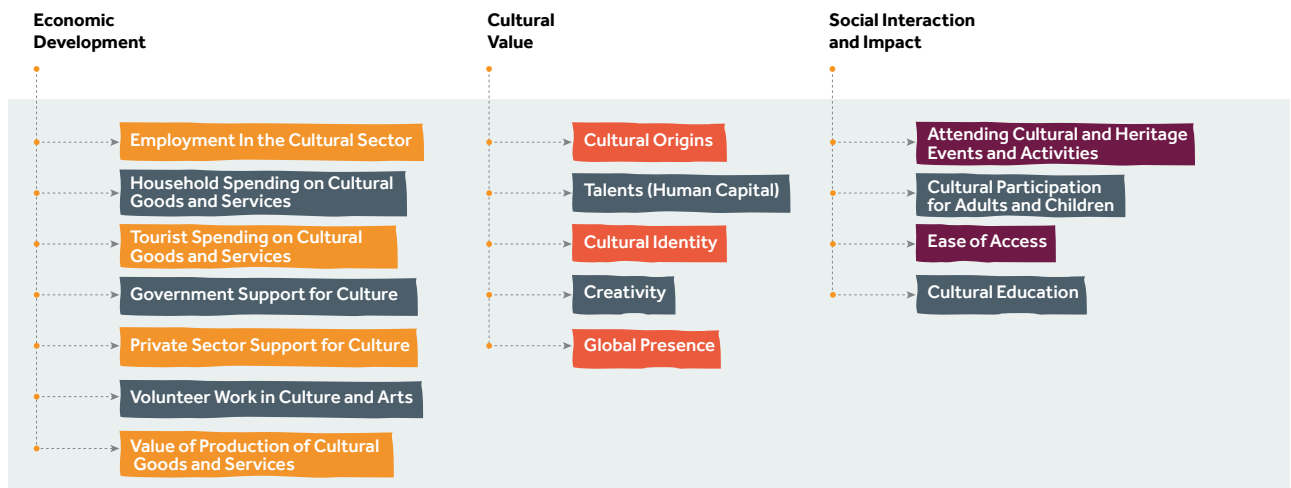 Economic
Development
Employment In the Cultural Sector
Household Spending on Cultural
Goods and Services
Tourist Spending on Cultural
Goods and Services
Government Support for Culture
Private Sector Support for Culture
Volunteer Work in Culture and Arts
Value of Production of Cultural
Goods and Services
Cultural
Value
Cultural Origins
Talents (Human Capital)
Cultural Identity
Creativity
Global Presence
Social Interaction
and Impact
Attending Cultural and Heritage
Events and Activities
Cultural Participation
for Adults and Children
Ease of Access
Cultural Education